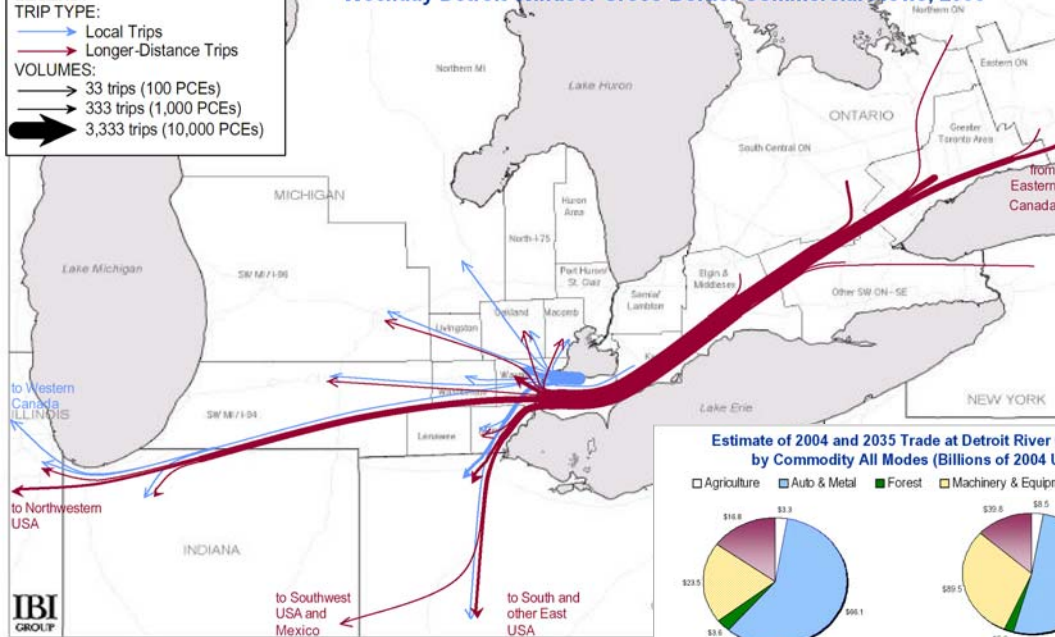 TRIP TYPE:
Local Trips
Longer-Distance Trips
VOLUMES:
33 trips (100 PCEs)
333 trips (1,000 PCEs)
3,333 trips (10,000 PCEs)
Northern ON
Northern MI
Lake Huron
Eastern ON
ONTARIO
Greater
Toronto Area
South Central ON
from
Eastern
Canada
MICHIGAN
Huron
Area
North-I-75
Lake Michigan
SW MI / I-96
Port Huron/
St. Clair
Sarnia/
Lambton
Elgin &
Middlesex
Other SW ON - SE
Oakland
Macomb
Livingston
to Western
Canada
ILLINOIS
SW MI / I-94
Lenawee
Lake Erie
NEW YORK
to Northwestern
USA
INDIANA
to Southwest
USA and
Mexico
to South and
other East
USA
IBI
GROUP
Estimate of 2004 and 2035 Trade at Detroit River
by Commodity All Modes (Billions of 2004 U
Agriculture
Auto & Metal
Forest
Machinery & Equip
$16.8
$3.3
$23.5
$66.1
$3.6
$39.8
$8.5
$89.5